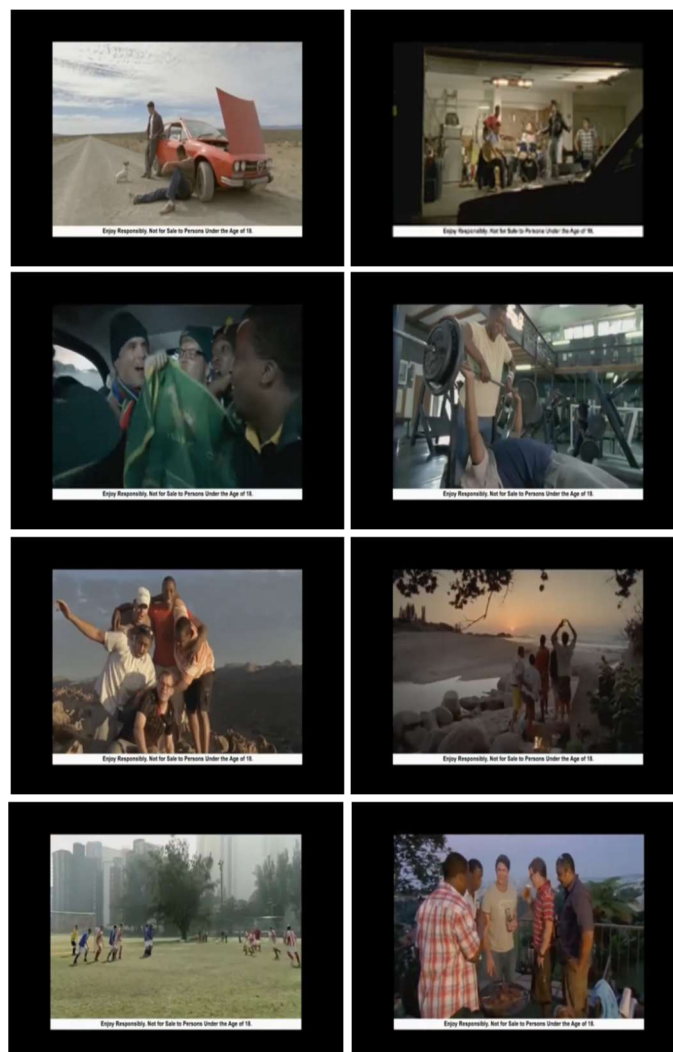 Enjoy Responsibly. Not for Sale to Persons Under the Age of 18.
Enjoy Responsibly. Not for Sale to Persons Under the Age of 18.
Enjoy Responsibly. Not for Sale to Persons Under the Age of 18.
Enjoy Responsibly. Not for Sale to Persons Under the Age of 18.
Enjoy Responsibly. Not for Sale to Persons Under the Age of 18.
Enjoy Responsibly. Not for Sale to Persons Under the Age of 18.
Enjoy Responsibly. Not for Sale to Persons Under the Age of 18.
Enjoy Responsibly. Not for Sale to Persons Under the Age of 18.